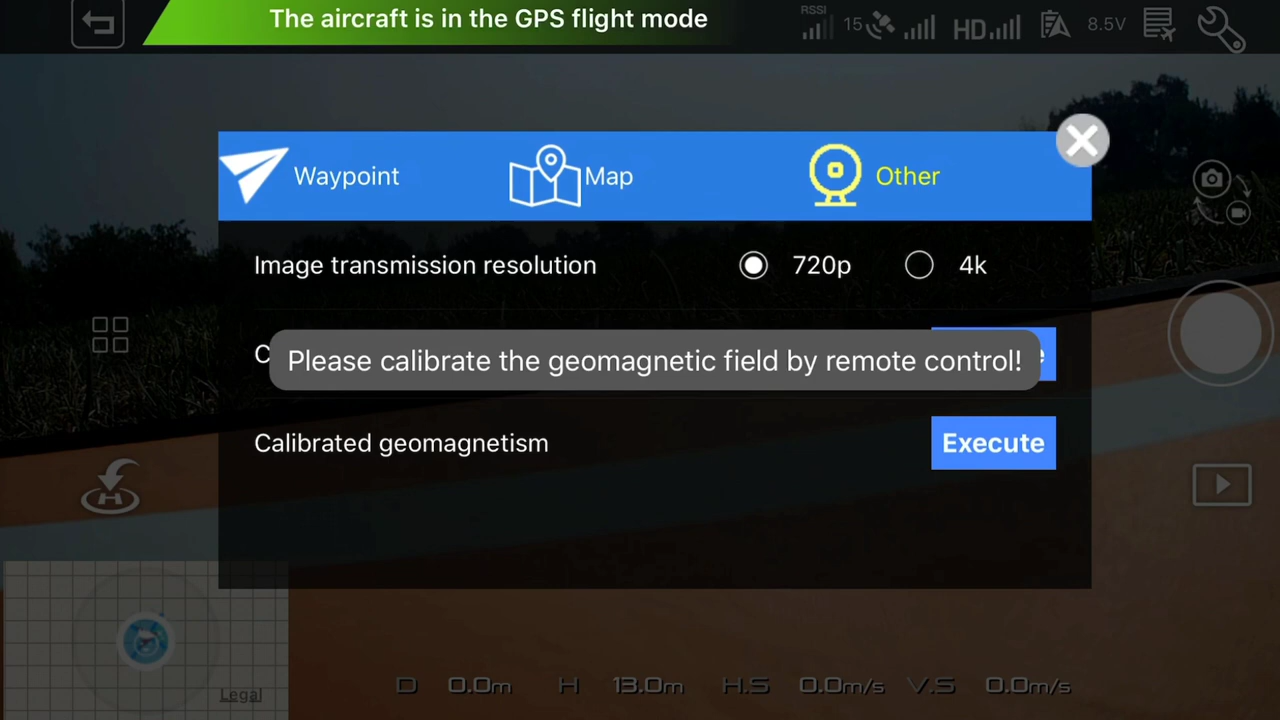 The aircraft is in the GPS flight mode
RSSI
15
HD
8.5V
Waypoint
Map
Other
Image transmission resolution
720p
4k
Please calibrate the geomagnetic field by remote control!
Calibrated geomagnetism
Execute
Legal
D 0.0m H 13.0m H.S 0.0m/s V.S 0.0m/s